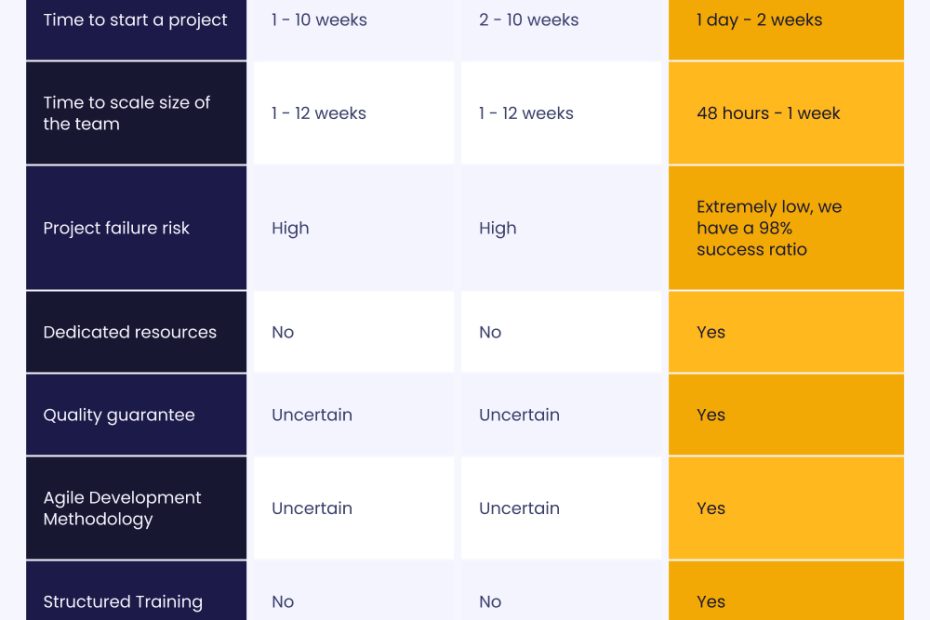 Time to start a project 1 - 10 weeks 2 - 10 weeks 1 day - 2 weeks
Time to scale size of
the team 1 - 12 weeks 1 - 12 weeks 48 hours - 1 week
Project failure risk High High Extremely low, we
have a 98%
success ratio
Dedicated resources No No Yes
Quality guarantee Uncertain Uncertain Yes
Agile Development
Methodology Uncertain Uncertain Yes
Structured Training No No Yes